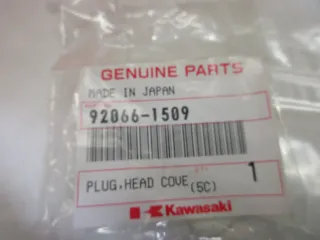 GENUINE PARTS
MADE IN JAPAN
92066-1509
PLUG,HEAD COVE (5C) 1
Kawasaki